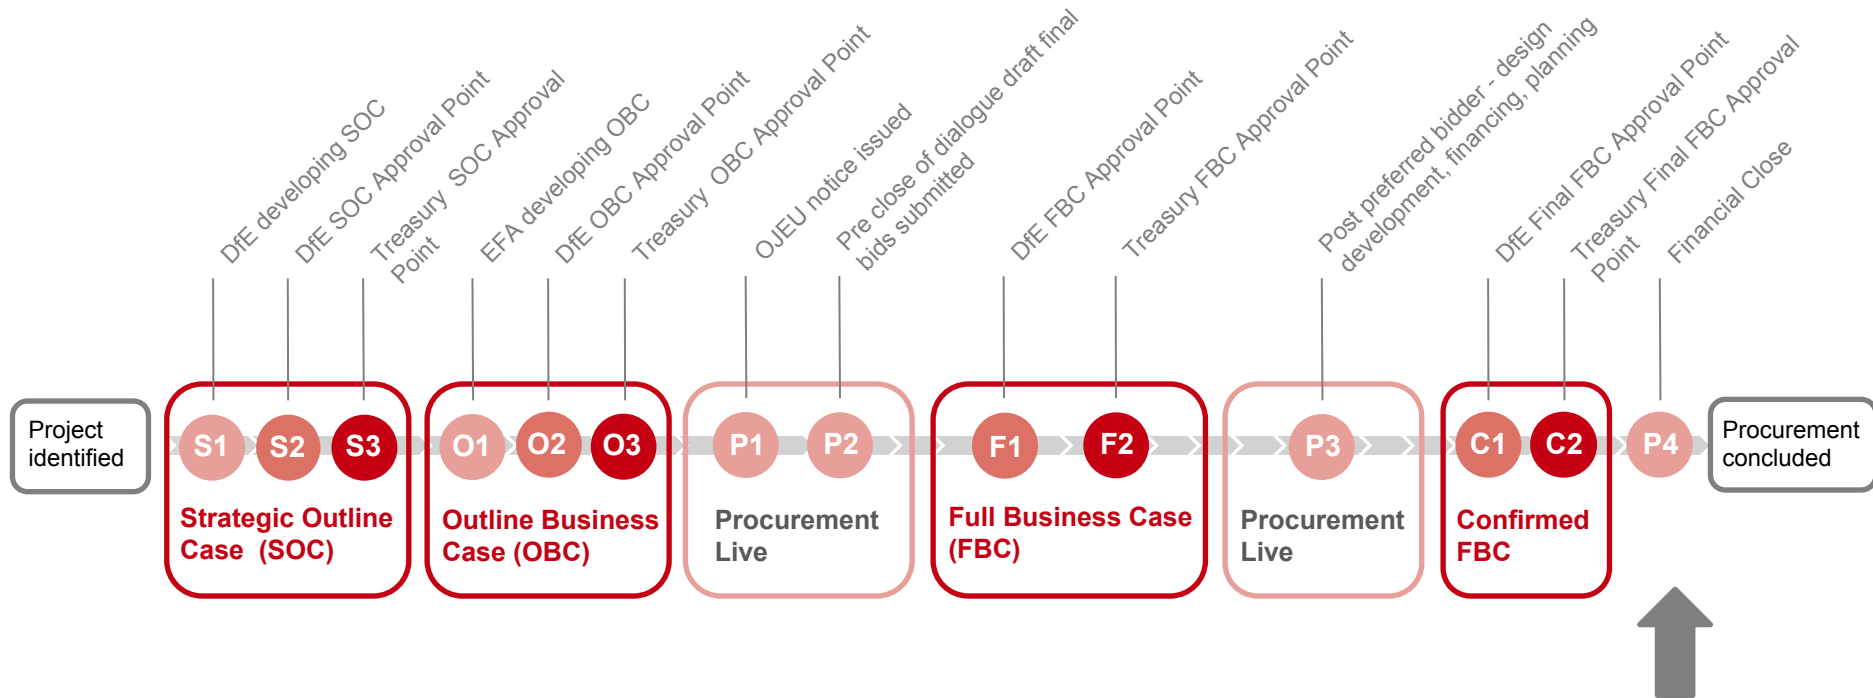 DfE developing SOC
DfE SOC Approval Point
Treasury  SOC Approval
Point
EFA developing OBC
DfE OBC Approval Point
Treasury  OBC Approval Point
OJEU notice issued
Pre close of dialogue draft final
bids submitted
DfE FBC Approval Point
Treasury FBC Approval Point
Post preferred bidder - design
development, financing, planning
DfE Final FBC Approval Point
Treasury Final FBC Approval
Point
Financial Close
Project
identified
S1
S2
S3
Strategic Outline
Case  (SOC)
O1
O2
O3
Outline Business
Case (OBC)
P1
P2
Procurement
Live
F1
F2
Full Business Case
(FBC)
P3
Procurement
Live
C1
C2
Confirmed
FBC
P4
Procurement
concluded